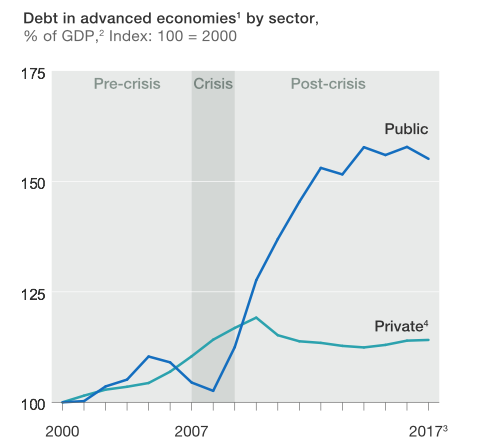 Debt in advanced economies¹ by sector,
% of GDP,² Index: 100 = 2000
175
Pre-crisis Crisis Post-crisis
Public
150
125
Private⁴
100
2000 2007 2017³